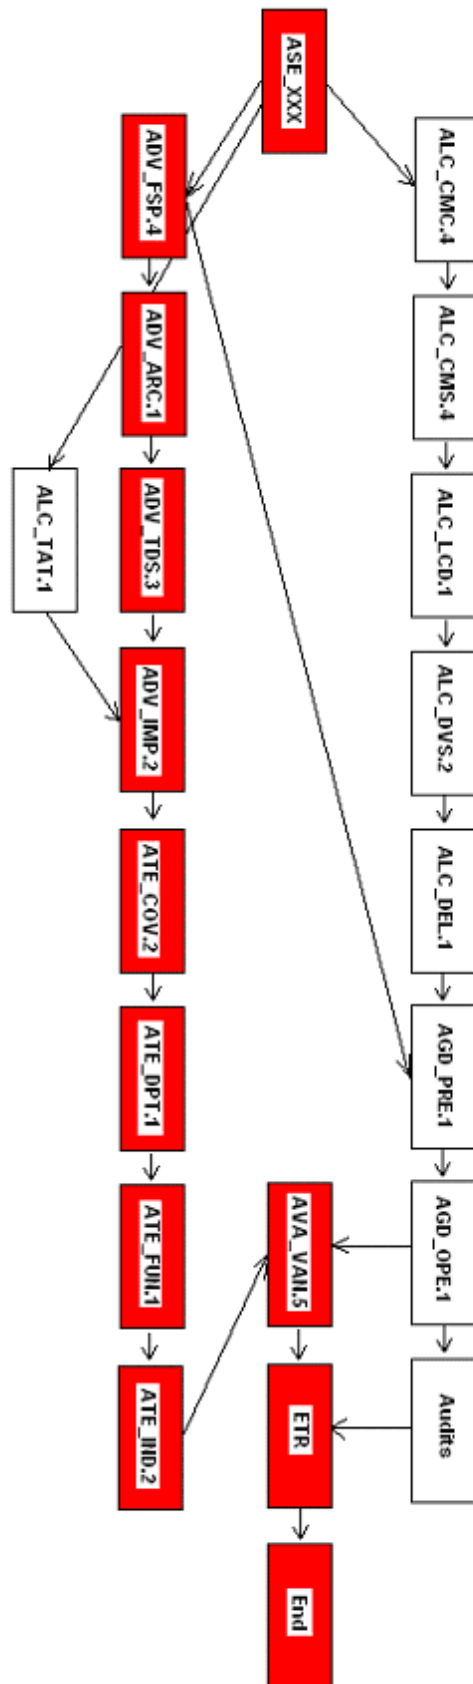 ASE_XXX
ALC_CMC.4
ALC_CMS.4
ALC_LCD.1
ALC_DVS.2
ALC_DEL.1
AGD_PRE.1
AGD_OPE.1
Audits
AVA_VAN.5
ETR
End
ADV_FSP.4
ADV_ARC.1
ADV_TDS.3
ADV_IMP.2
ATE_COV.2
ATE_DPT.1
ATE_FUN.1
ATE_IND.2
ALC_TAT.1